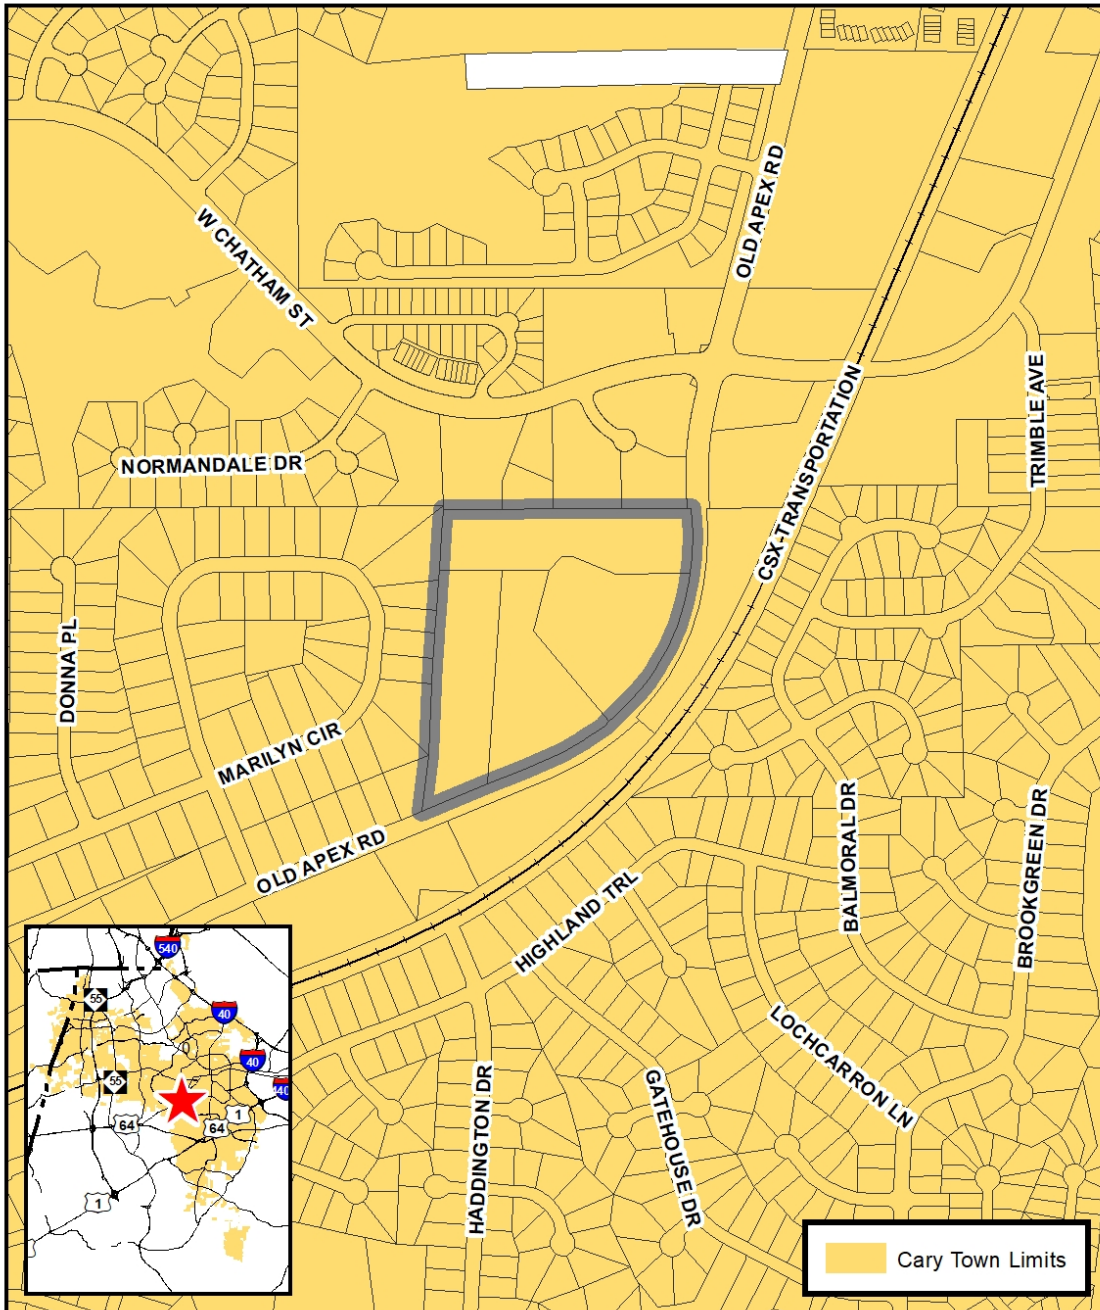 OLD APEX RD
W CHATHAM ST
TRIMBLE AVE
CSX-TRANSPORTATION
NORMANDALE DR
DONNA PL
MARILYN CIR
BALMORAL DR
BROOKGREEN DR
OLD APEX RD
HIGHLAND TRL
LOCHCARRON LN
HADDINGTON DR
GATEHOUSE DR
540
55
40
40
55
440
64
1
64
1
Cary Town Limits